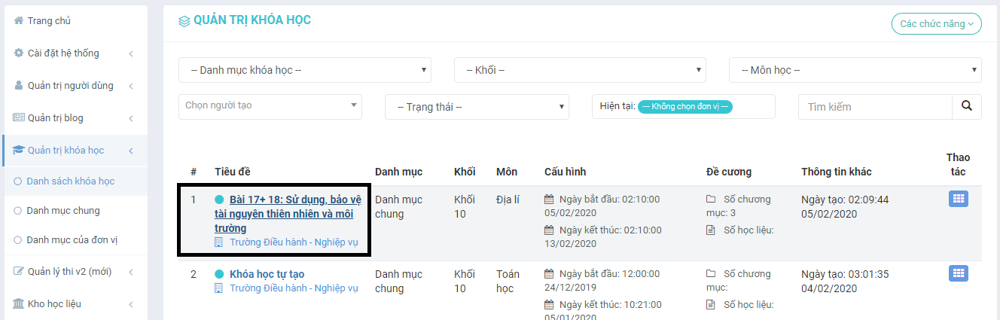 Trang chủ
Cài đặt hệ thống
Quản trị người dùng
Quản trị blog
Quản trị khóa học
Danh sách khóa học
Danh mục chung
Danh mục của đơn vị
Quản lý thi v2 (mới)
Kho học liệu
QUẢN TRỊ KHÓA HỌC
Các chức năng
-- Danh mục khóa học --
-- Khối --
-- Môn học --
Chọn người tạo
-- Trạng thái --
Hiện tại: --- Không chọn đơn vị ---
Tìm kiếm
# Tiêu đề Danh mục Khối Môn Cấu hình Đề cương Thông tin khác Thao
tác
1
Bài 17+ 18: Sử dụng, bảo vệ
tài nguyên thiên nhiên và môi
trường
Trường Điều hành - Nghiệp vụ
Danh mục
chung
Khối
10
Địa lí
Ngày bắt đầu: 02:10:00
05/02/2020
Ngày kết thúc: 02:10:00
13/02/2020
Số chương
mục: 3
Số học liệu:
Ngày tạo: 02:09:44
05/02/2020
2
Khóa học tự tạo
Trường Điều hành - Nghiệp vụ
Danh mục
chung
Khối
10
Toán
học
Ngày bắt đầu: 12:00:00
24/12/2019
Ngày kết thúc: 10:21:00
05/01/2020
Số chương
mục:
Số học liệu:
Ngày tạo: 03:01:35
04/02/2020